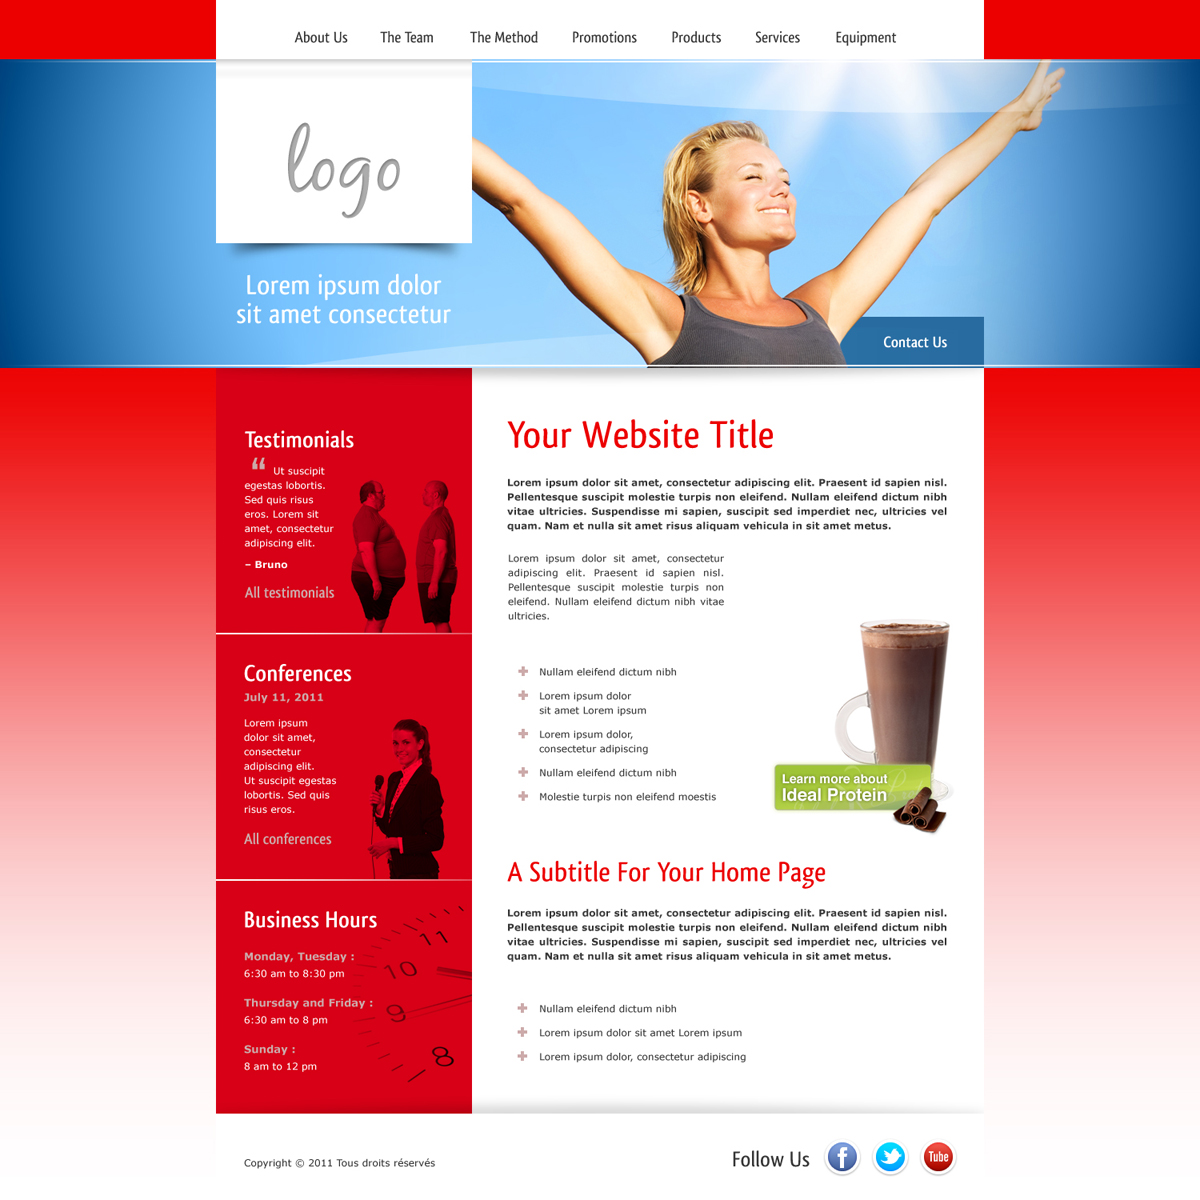 About Us The Team The Method Promotions Products Services Equipment
logo
Lorem ipsum dolor
sit amet consectetur
Contact Us
Testimonials
“ Ut suscipit
egestas lobortis.
Sed quis risus
eros. Lorem sit
amet, consectetur
adipiscing elit.
– Bruno
All testimonials
Conferences
July 11, 2011
Lorem ipsum
dolor sit amet,
consectetur
adipiscing elit.
Ut suscipit egestas
lobortis. Sed quis
risus eros.
All conferences
Business Hours
Monday, Tuesday :
6:30 am to 8:30 pm
Thursday and Friday :
6:30 am to 8 pm
Sunday :
8 am to 12 pm
11
10
9
8
Your Website Title
Lorem ipsum dolor sit amet, consectetur adipiscing elit. Praesent id sapien nisl.
Pellentesque suscipit molestie turpis non eleifend. Nullam eleifend dictum nibh
vitae ultricies. Suspendisse mi sapien, suscipit sed imperdiet nec, ultricies vel
quam. Nam et nulla sit amet risus aliquam vehicula in sit amet metus.
Lorem ipsum dolor sit amet, consectetur
adipiscing elit. Praesent id sapien nisl.
Pellentesque suscipit molestie turpis non
eleifend. Nullam eleifend dictum nibh vitae
ultricies.
Nullam eleifend dictum nibh
Lorem ipsum dolor
sit amet Lorem ipsum
Lorem ipsum dolor,
consectetur adipiscing
Nullam eleifend dictum nibh
Molestie turpis non eleifend moestis
Learn more about
Ideal Protein
A Subtitle For Your Home Page
Lorem ipsum dolor sit amet, consectetur adipiscing elit. Praesent id sapien nisl.
Pellentesque suscipit molestie turpis non eleifend. Nullam eleifend dictum nibh
vitae ultricies. Suspendisse mi sapien, suscipit sed imperdiet nec, ultricies vel
quam. Nam et nulla sit amet risus aliquam vehicula in sit amet metus.
Nullam eleifend dictum nibh
Lorem ipsum dolor sit amet Lorem ipsum
Lorem ipsum dolor, consectetur adipiscing
Copyright © 2011 Tous droits réservés
Follow Us f Tube